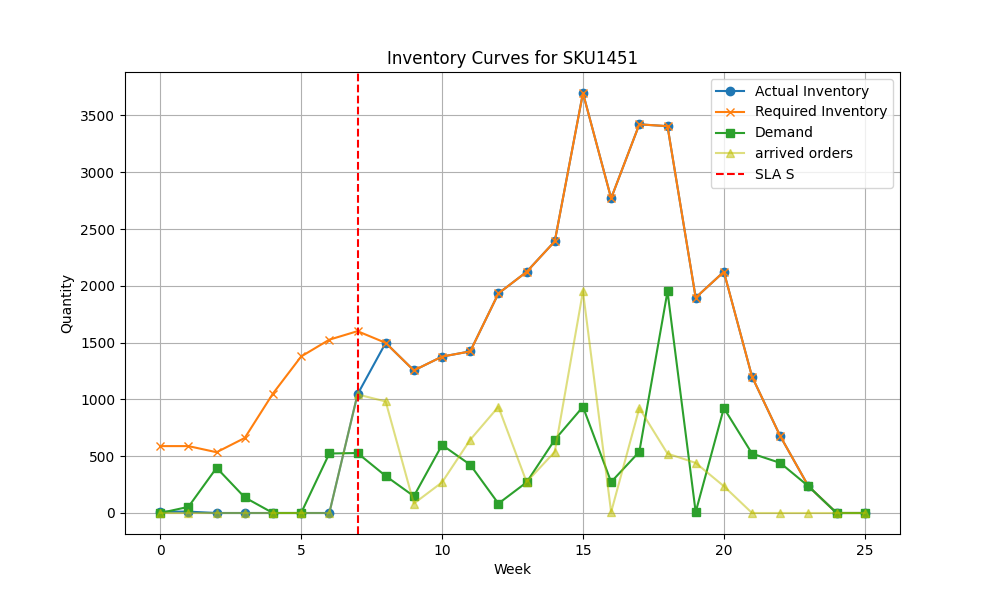 Inventory Curves for SKU1451
Actual Inventory
Required Inventory
Demand
arrived orders
SLA S
Quantity
3500
3000
2500
2000
1500
1000
500
0
0
5
10
15
20
25
Week